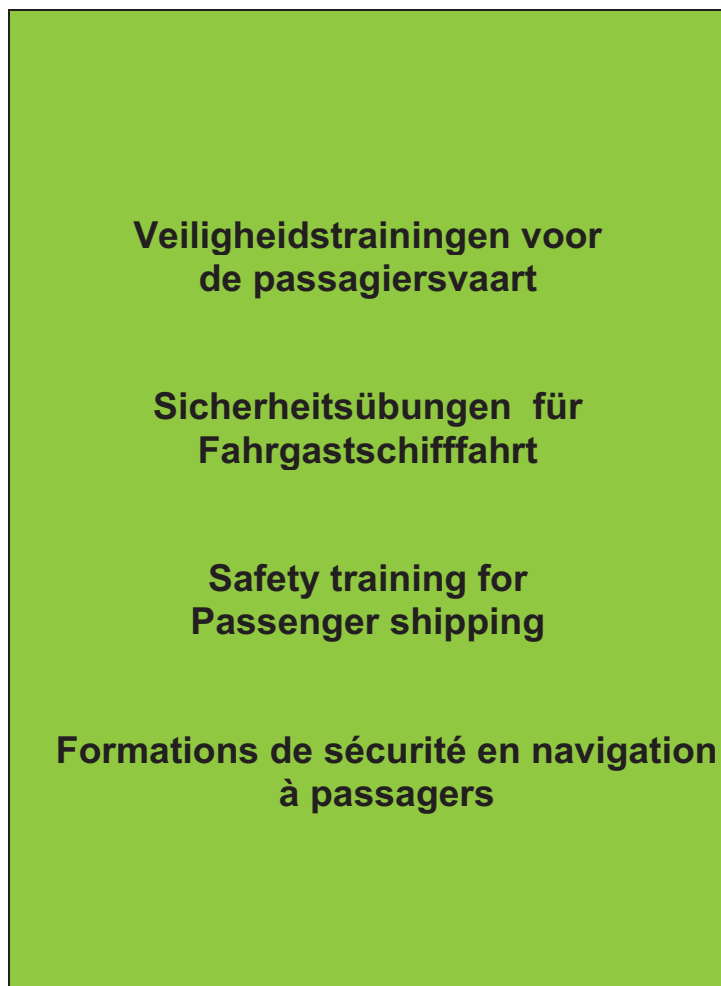 Veiligheidstrainingen voor
de passagiersvaart
Sicherheitsübungen  für
Fahrgastschifffahrt
Safety training for
Passenger shipping
Formations de sécurité en navigation
à passagers